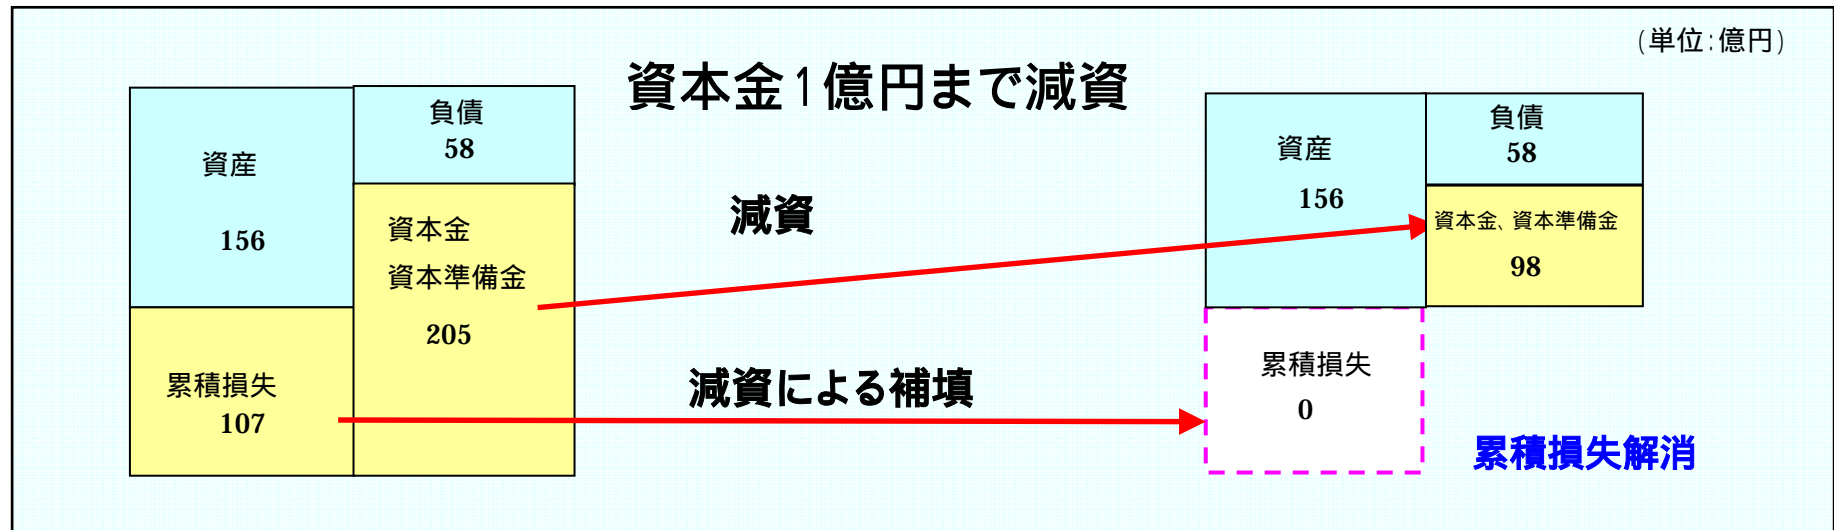 (単位:億円)
資本金1億円まで減資
資産
156
負債
58
資本金
資本準備金
205
累積損失
107
減資
減資による補填
資産
156
負債
58
資本金、資本準備金
98
累積損失
0
累積損失解消